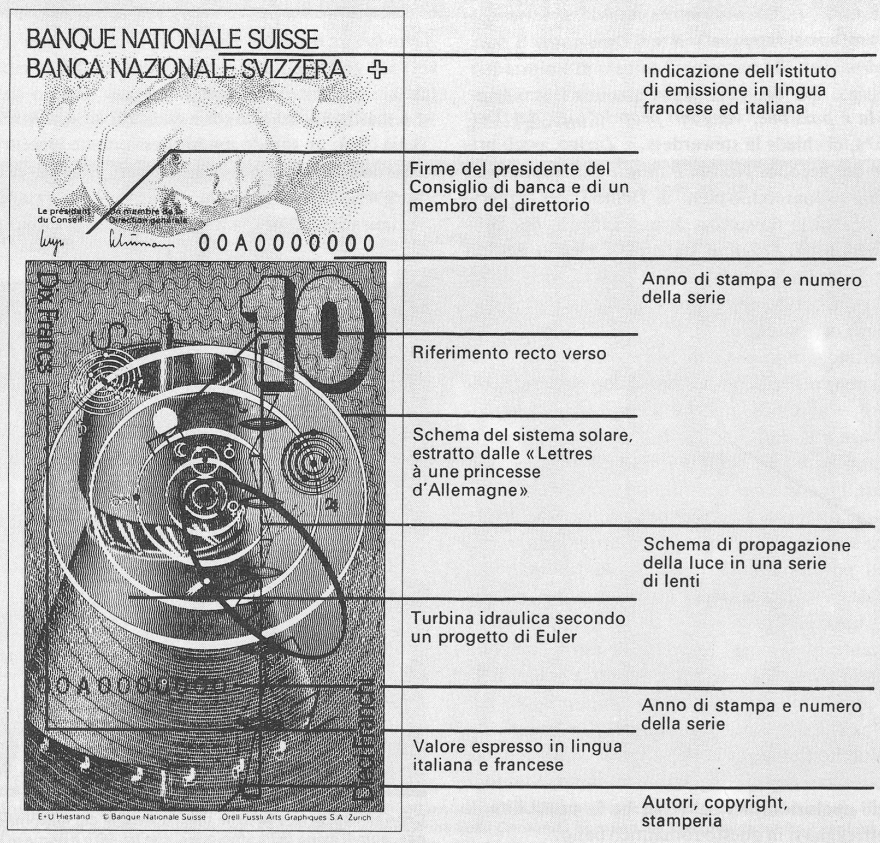 BANQUE NATIONALE SUISSE
BANCA NAZIONALE SVIZZERA
Indicazione dell'istituto
di emissione in lingua
francese ed italiana
Firme del presidente del
Consiglio di banca e di un
membro del direttorio
Le président
du Conseil
Un membre de la
Direction générale
00A0000000
Anno di stampa e numero
della serie
Dix Francs
10
Riferimento recto verso
Schema del sistema solare,
estratto dalle «Lettres
à une princesse
d'Allemagne»
Schema di propagazione
della luce in una serie
di lenti
Turbina idraulica secondo
un progetto di Euler
00A0000000
Anno di stampa e numero
della serie
Dieci Franchi
Valore espresso in lingua
italiana e francese
Autori, copyright,
stamperia
E+U Hiestand © Banque Nationale Suisse Orell Füssli Arts Graphiques S.A. Zurich